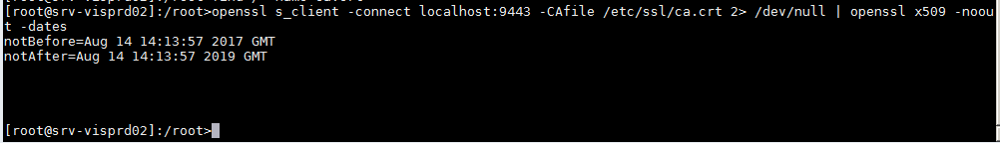 [root@srv-visprd02]:/root>openssl s_client -connect localhost:9443 -CAfile /etc/ssl/ca.crt 2> /dev/null | openssl x509 -noou
t -dates
notBefore=Aug 14 14:13:57 2017 GMT
notAfter=Aug 14 14:13:57 2019 GMT
[root@srv-visprd02]:/root>